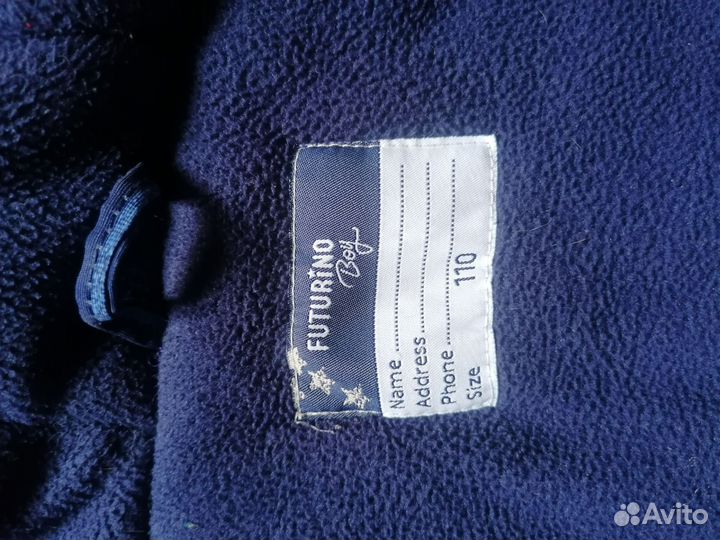 FUTURINO
Boy
Name ....................
Address ..................
Phone ....................
Size 110
Avito